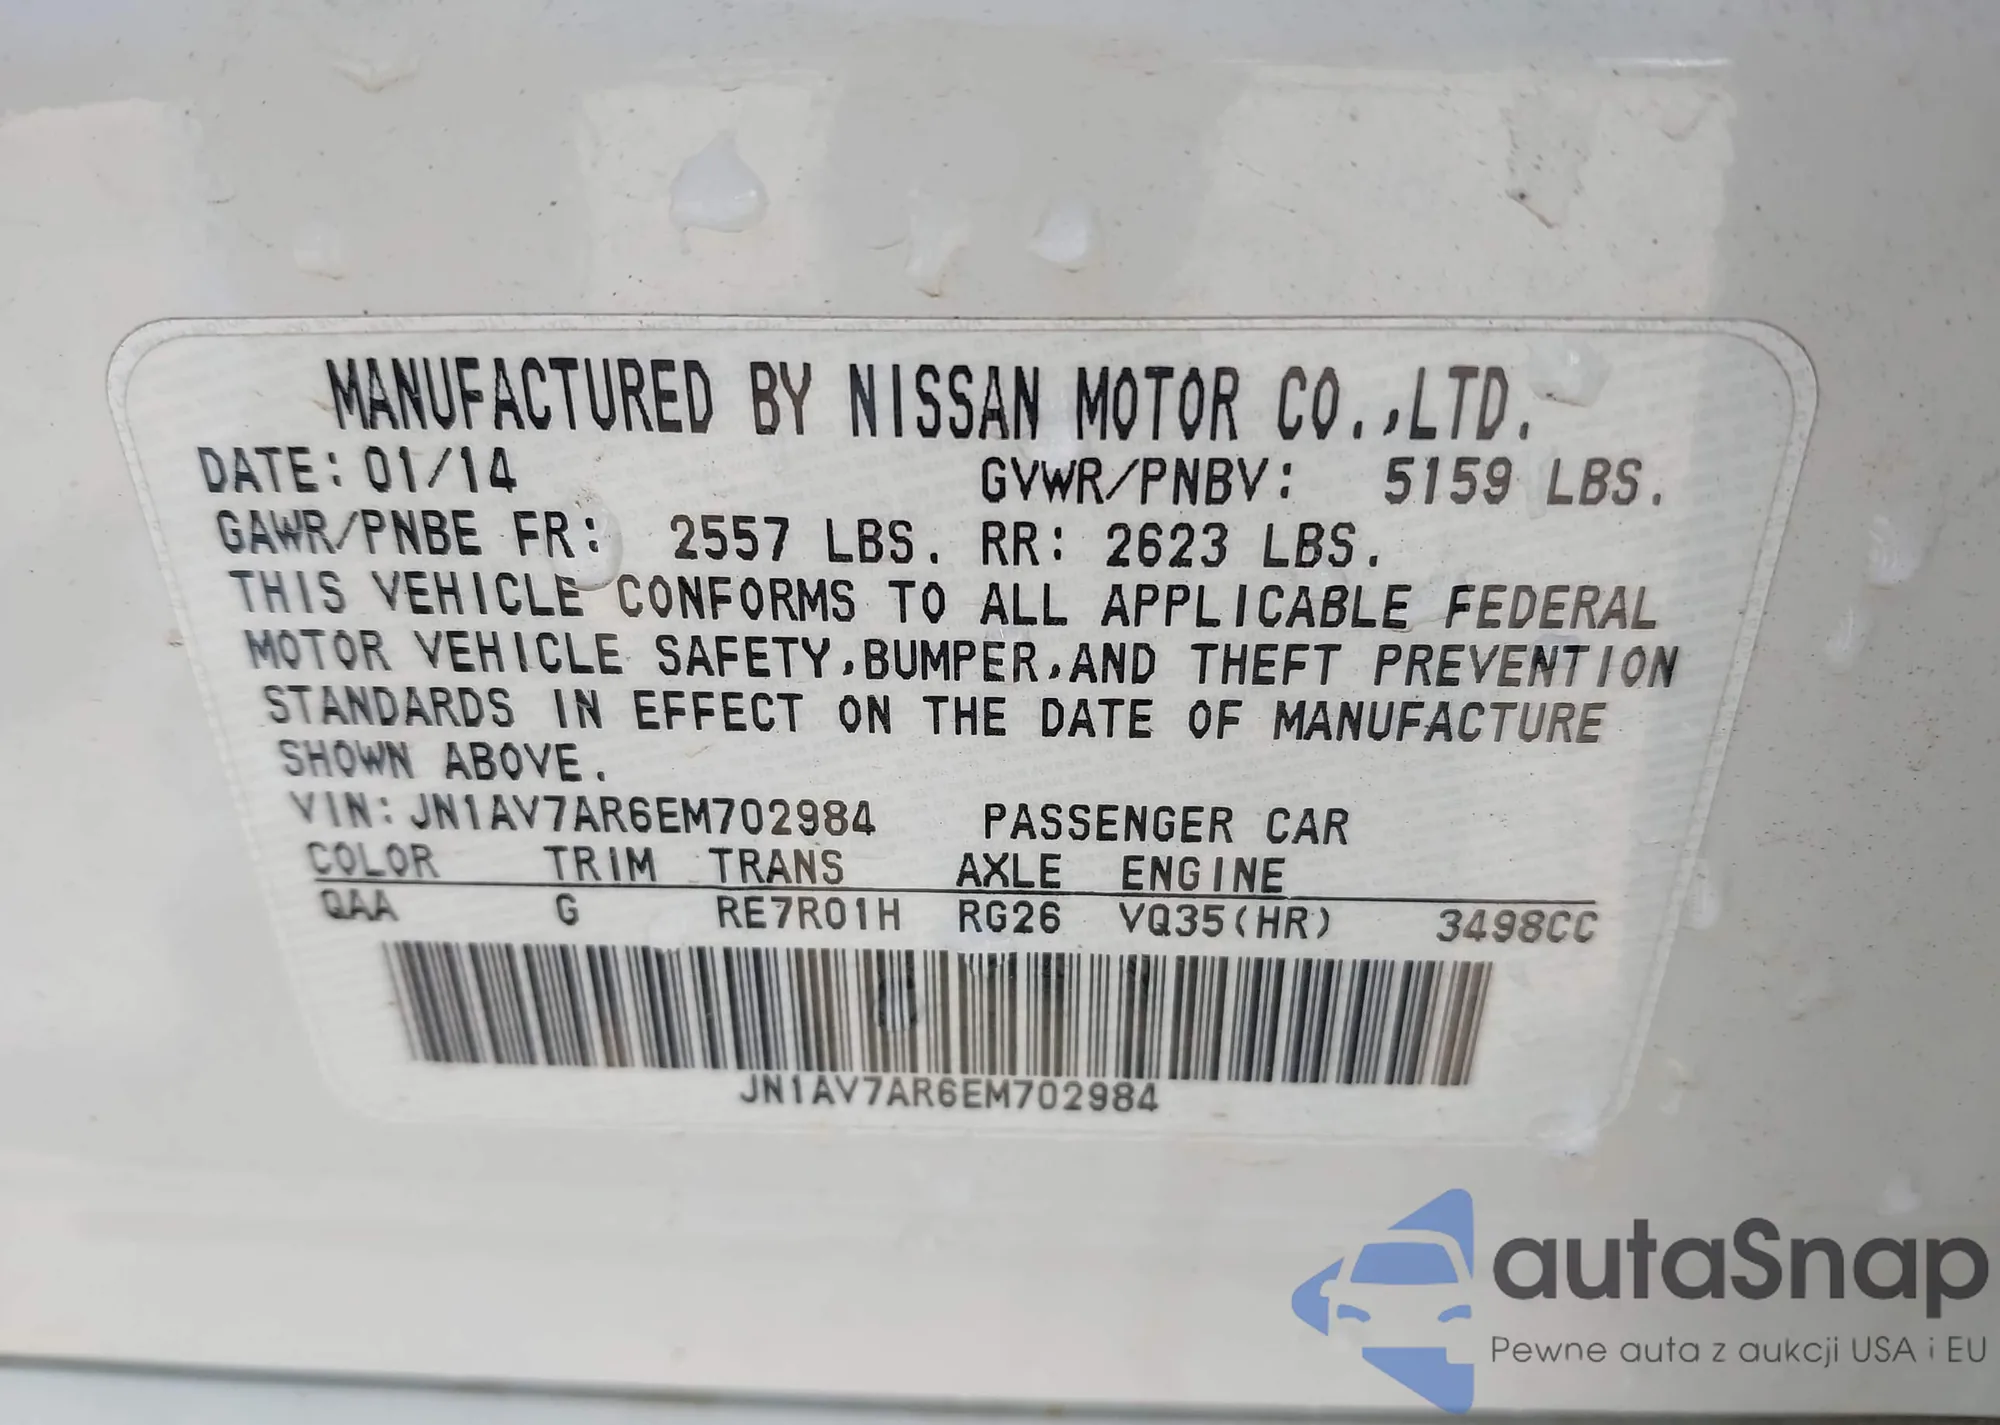 MANUFACTURED BY NISSAN MOTOR CO.,LTD.
DATE: 01/14 GVWR/PNBV: 5159 LBS.
GAWR/PNBE FR: 2557 LBS. RR: 2623 LBS.
THIS VEHICLE CONFORMS TO ALL APPLICABLE FEDERAL
MOTOR VEHICLE SAFETY,BUMPER,AND THEFT PREVENTION
STANDARDS IN EFFECT ON THE DATE OF MANUFACTURE
SHOWN ABOVE.
VIN: JN1AV7AR6EM702984 PASSENGER CAR
COLOR TRIM TRANS AXLE ENGINE
QAA G RE7R01H RG26 VQ35(HR) 3498CC
JN1AV7AR6EM702984
autaSnap
Pewne auta z aukcji USA i EU